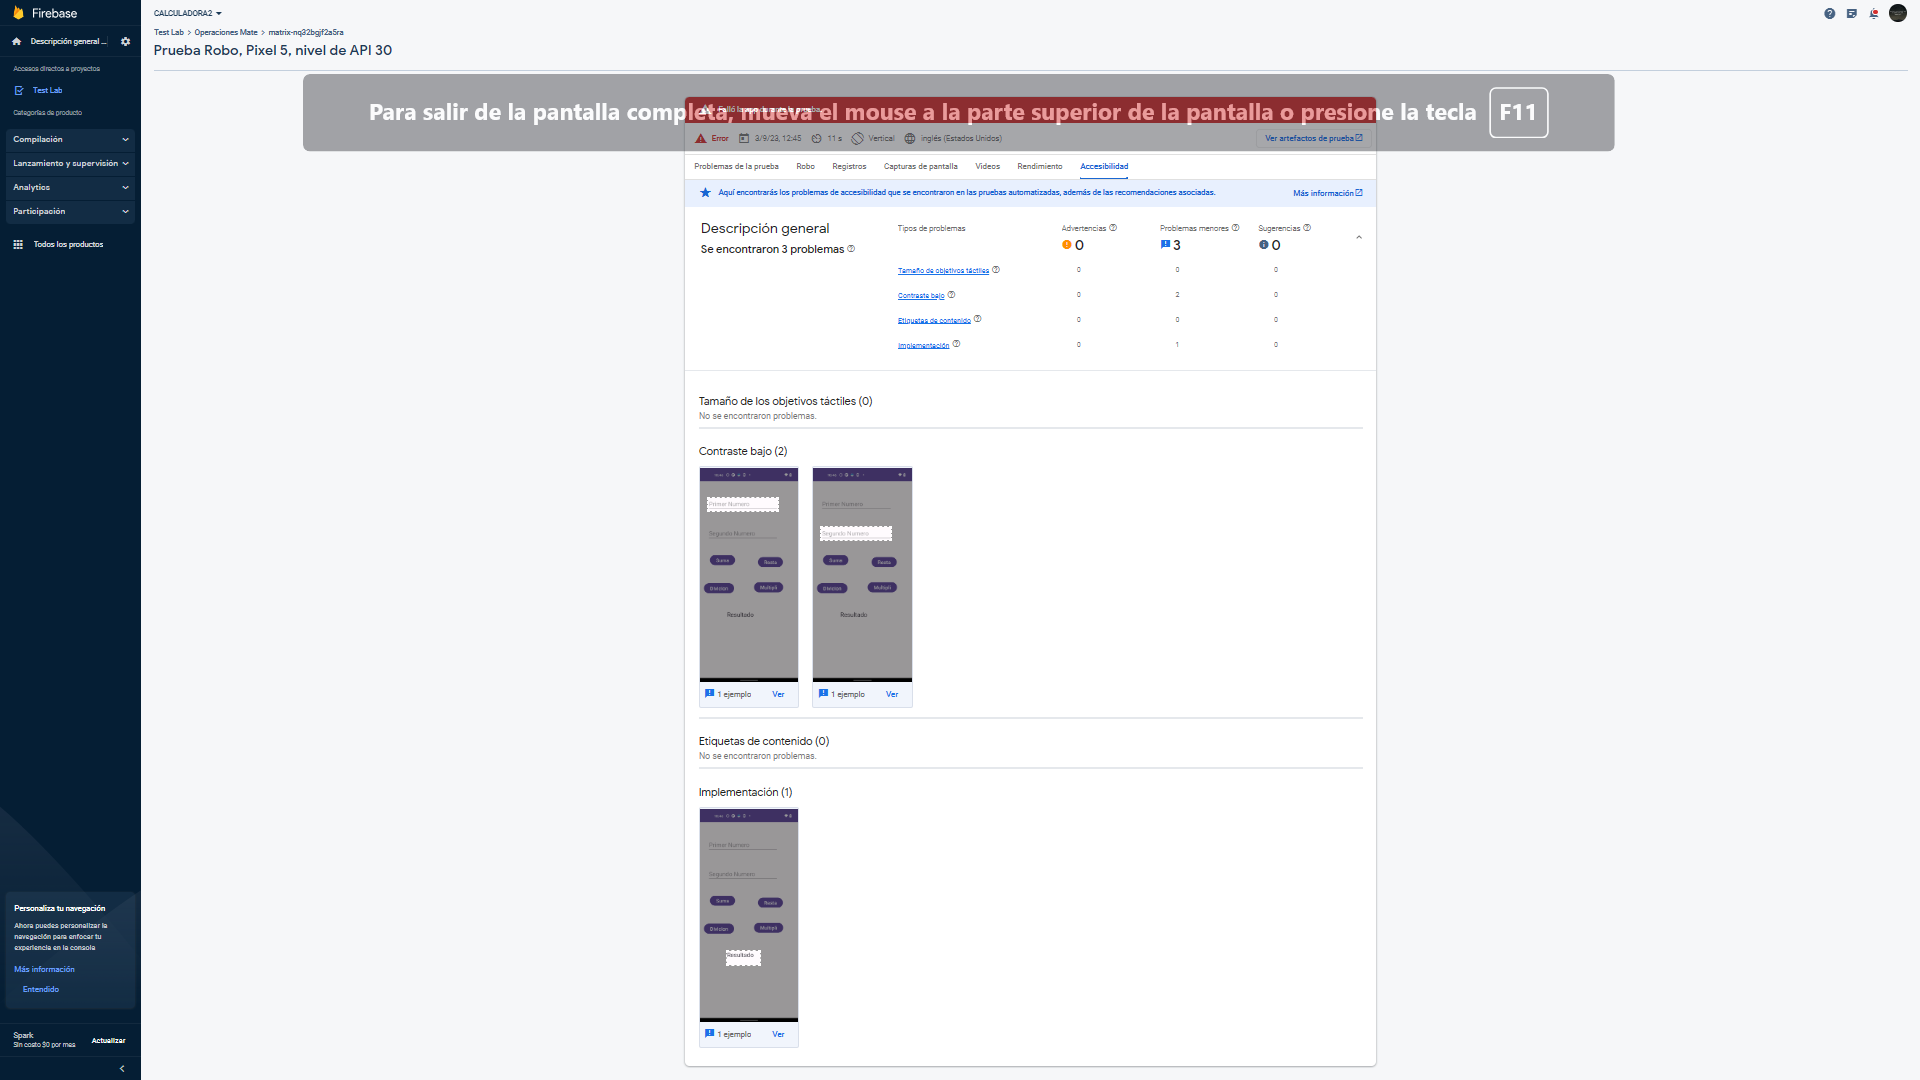 Firebase
Descripción general ...
Accesos directos a proyectos
Test Lab
Categorías de producto
Compilación
Lanzamiento y supervisión
Analytics
Participación
Todos los productos
Personaliza tu navegación
Ahora puedes personalizar la
navegación para enfocar tu
experiencia en la consola
Más información
Entendido
Spark
Sin costo $0 por mes
Actualizar
CALCULADORA2
Test Lab > Operaciones Mate > matrix-nq32bgjf2a5ra
Prueba Robo, Pixel 5, nivel de API 30
Para salir de la pantalla completa, mueva el mouse a la parte superior de la pantalla o presione la tecla F11
Error 3/9/23, 12:45 11 s Vertical inglés (Estados Unidos) Ver artefactos de prueba
Problemas de la prueba Robo Registros Capturas de pantalla Videos Rendimiento Accesibilidad
Aquí encontrarás los problemas de accesibilidad que se encontraron en las pruebas automatizadas, además de las recomendaciones asociadas. Más información
Descripción general
Se encontraron 3 problemas
Tipos de problemas Advertencias Problemas menores Sugerencias
0 3 0
Tamaño de objetivos táctiles 0 0 0
Contraste bajo 0 2 0
Etiquetas de contenido 0 0 0
Implementación 0 1 0
Tamaño de los objetivos táctiles (0)
No se encontraron problemas.
Contraste bajo (2)
Primer Numero
Segundo Numero
Suma Resta
Division Multipli
Resultado
1 ejemplo Ver
Primer Numero
Segundo Numero
Suma Resta
Division Multipli
Resultado
1 ejemplo Ver
Etiquetas de contenido (0)
No se encontraron problemas.
Implementación (1)
Primer Numero
Segundo Numero
Suma Resta
Division Multipli
Resultado
1 ejemplo Ver